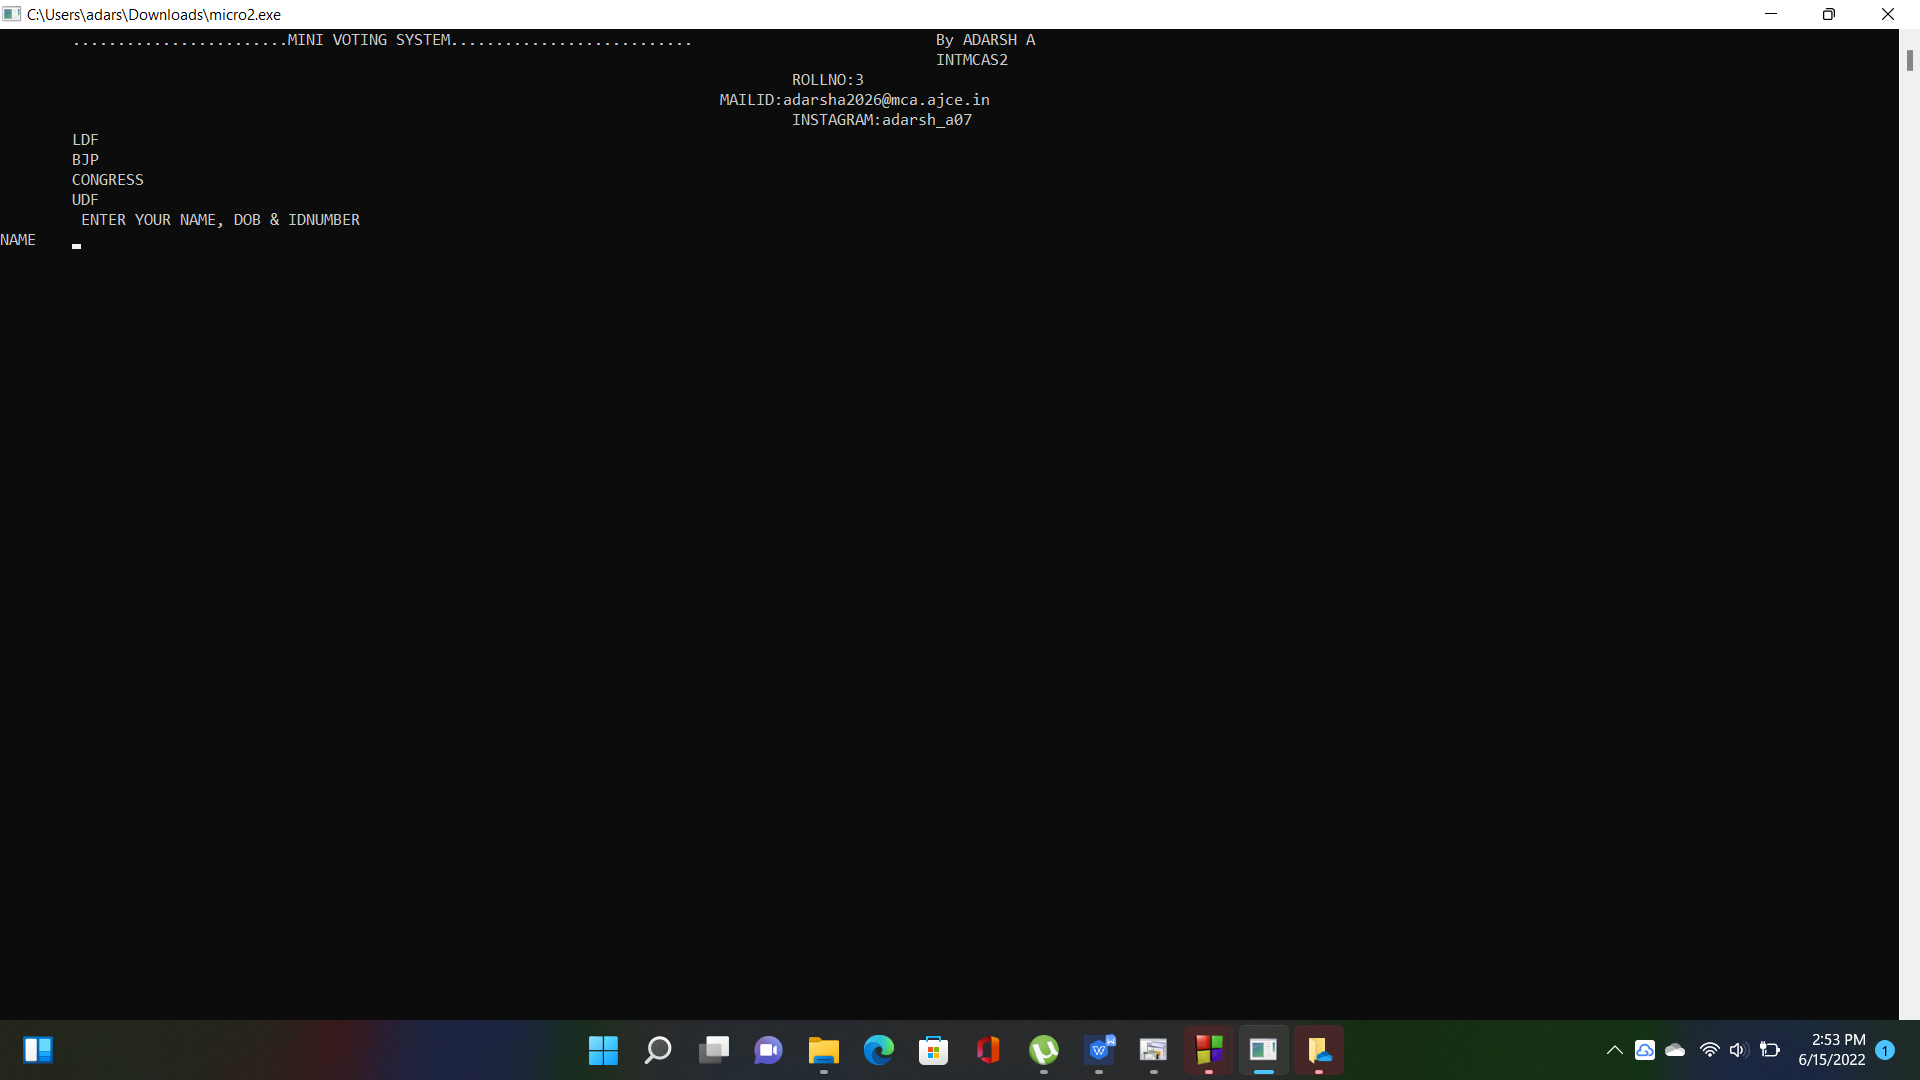 C:\Users\adars\Downloads\micro2.exe
........................MINI VOTING SYSTEM........................... By ADARSH A
INTMCAS2
ROLLNO:3
MAILID:adarsha2026@mca.ajce.in
INSTAGRAM:adarsh_a07
LDF
BJP
CONGRESS
UDF
ENTER YOUR NAME, DOB & IDNUMBER
NAME
2:53 PM
6/15/2022
1